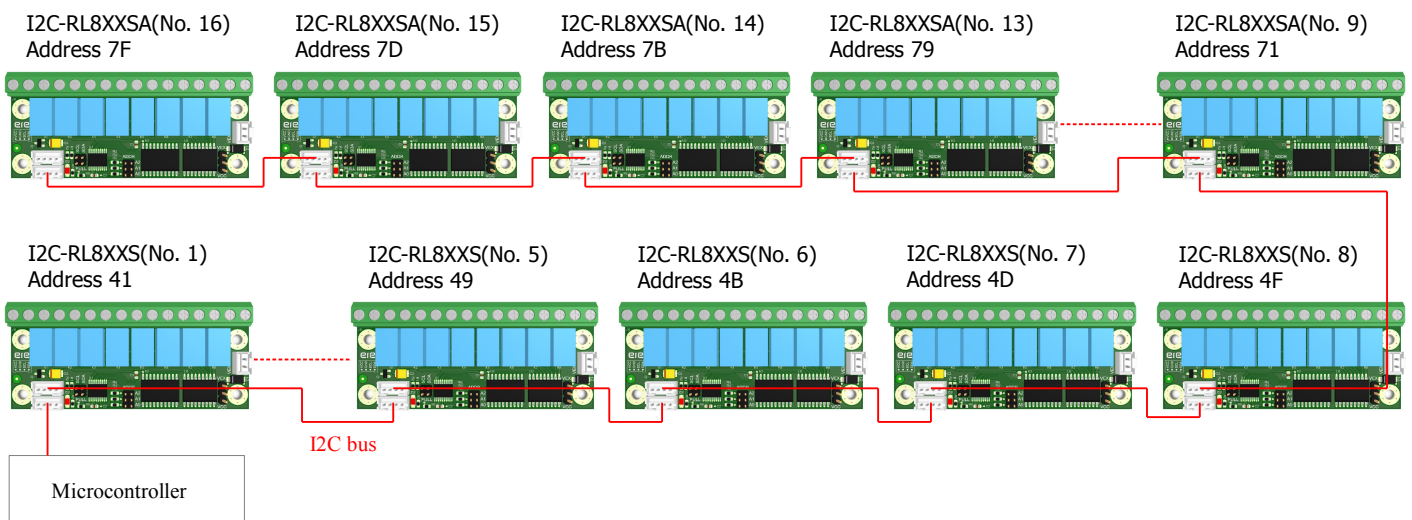 I2C-RL8XXSA(No. 16)
Address 7F
I2C-RL8XXSA(No. 15)
Address 7D
I2C-RL8XXSA(No. 14)
Address 7B
I2C-RL8XXSA(No. 13)
Address 79
I2C-RL8XXSA(No. 9)
Address 71
I2C-RL8XXS(No. 1)
Address 41
I2C-RL8XXS(No. 5)
Address 49
I2C-RL8XXS(No. 6)
Address 4B
I2C-RL8XXS(No. 7)
Address 4D
I2C-RL8XXS(No. 8)
Address 4F
I2C bus
Microcontroller